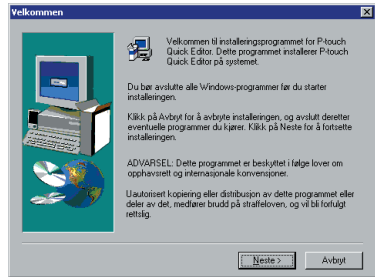 Velkommen
Velkommen til installeringsprogrammet for P-touch
Quick Editor. Dette programmet installerer P-touch
Quick Editor på systemet.
Du bør avslutte alle Windows-programmer før du starter
installeringen.
Klikk på Avbryt for å avbryte installeringen, og avslutt deretter
eventuelle programmer du kjører. Klikk på Neste for å fortsette
installeringen.
ADVARSEL: Dette programmet er beskyttet i følge lover om
opphavsrett og internasjonale konvensjoner.
Uautorisert kopiering eller distribusjon av dette programmet eller
deler av det, medfører brudd på straffeloven, og vil bli forfulgt
rettslig.
Neste >
Avbryt